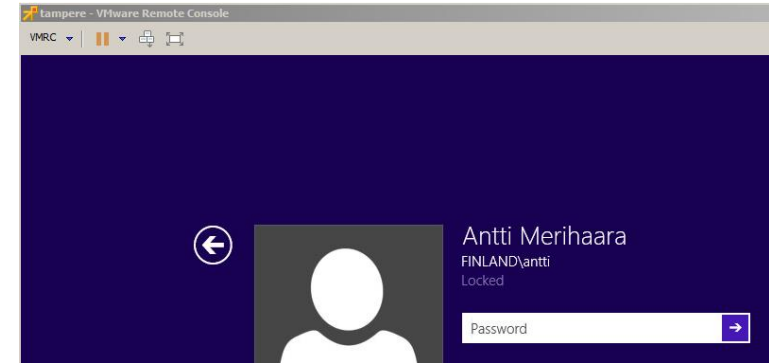 tampere - VMware Remote Console
VMRC
Antti Merihaara
FINLAND\antti
Locked
Password